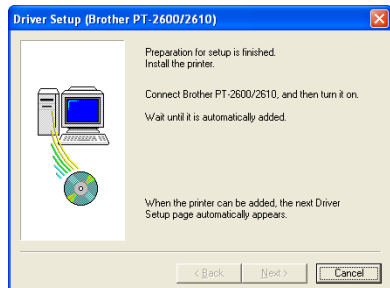 Driver Setup (Brother PT-2600/2610)
Preparation for setup is finished.
Install the printer.
Connect Brother PT-2600/2610, and then turn it on.
Wait until it is automatically added.
When the printer can be added, the next Driver
Setup page automatically appears.
< Back Next > Cancel